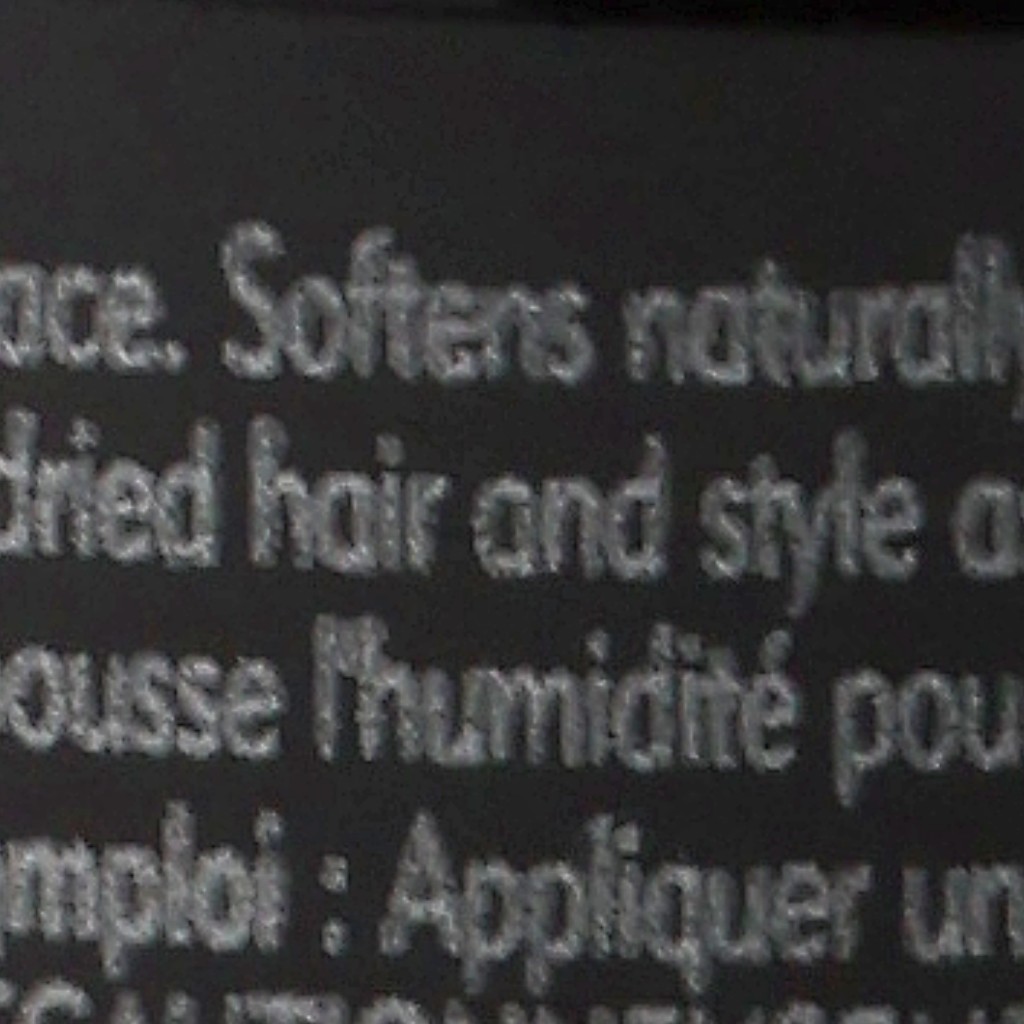 ace. Softens naturally
dried hair and style a
ousse l'humidité pou
mploi : Appliquer un